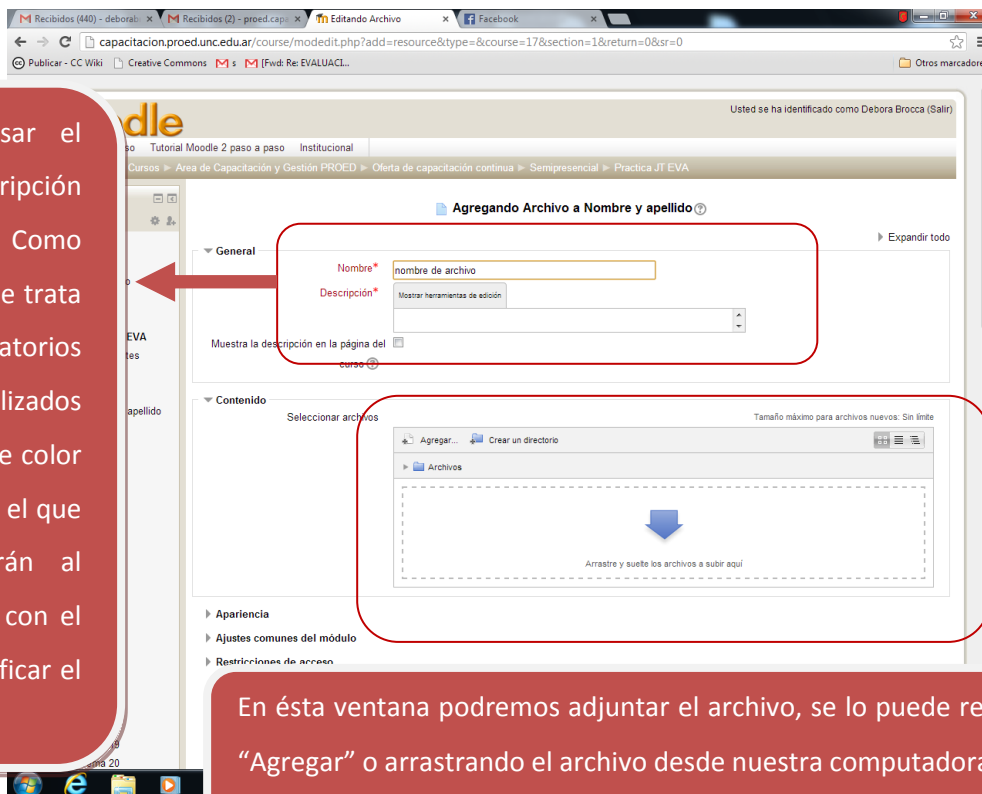 Recibidos (440) - debora
Recibidos (2) - proed.capa
Editando Archivo
Facebook
capacitacion.proed.unc.edu.ar/course/modedit.php?add=resource&type=&course=17&section=1&return=0&sr=0
Publicar - CC Wiki
Creative Commons
s
[Fwd: Re: EVALUACI...
Otros marcadore
odle
Usted se ha identificado como Debora Brocca (Salir)
so
Tutorial Moodle 2 paso a paso
Institucional
Cursos ► Area de Capacitación y Gestión PROED ► Oferta de capacitación continua ► Semipresencial ► Practica JT EVA
sar el
ripción
Como
e trata
atorios
lizados
e color
el que
rán al
con el
ificar el
o
EVA
tes
apellido
19
ema 20
Agregando Archivo a Nombre y apellido
Expandir todo
General
Nombre*
nombre de archivo
Descripción*
Mostrar herramientas de edición
Muestra la descripción en la página del
curso
Contenido
Seleccionar archivos
Tamaño máximo para archivos nuevos: Sin límite
Agregar...
Crear un directorio
Archivos
Arrastre y suelte los archivos a subir aquí
Apariencia
Ajustes comunes del módulo
Restricciones de acceso
En ésta ventana podremos adjuntar el archivo, se lo puede re
“Agregar” o arrastrando el archivo desde nuestra computadora